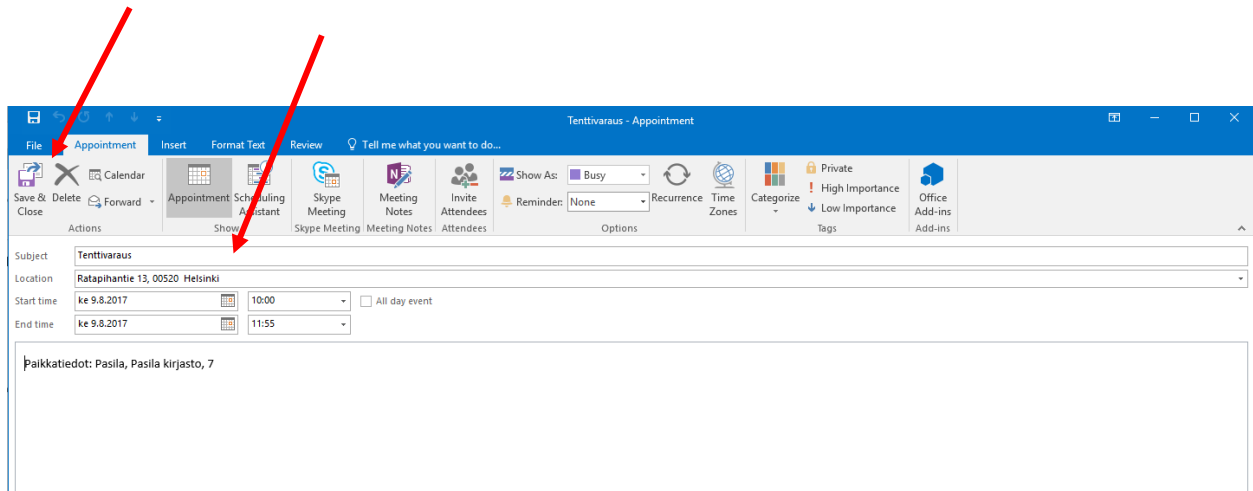 Tenttivaraus - Appointment
File Appointment Insert Format Text Review Tell me what you want to do...
Save & Close Delete Calendar Forward Appointment Scheduling Assistant Skype Meeting Meeting Notes Invite Attendees Show As: Busy Reminder: None Recurrence Time Zones Categorize Private High Importance Low Importance Office Add-ins
Actions Show Skype Meeting Meeting Notes Attendees Options Tags Add-ins
Subject Tenttivaraus
Location Ratapihantie 13, 00520 Helsinki
Start time ke 9.8.2017 10:00 All day event
End time ke 9.8.2017 11:55
Paikkatiedot: Pasila, Pasila kirjasto, 7